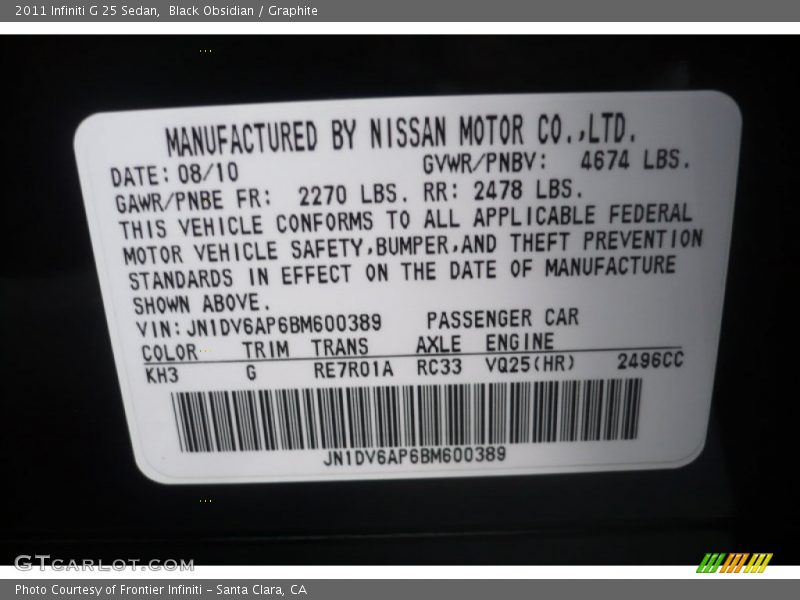 2011 Infiniti G 25 Sedan,  Black Obsidian / Graphite
MANUFACTURED BY NISSAN MOTOR CO.,LTD.
DATE: 08/10 GVWR/PNBV: 4674 LBS.
GAWR/PNBE FR: 2270 LBS. RR: 2478 LBS.
THIS VEHICLE CONFORMS TO ALL APPLICABLE FEDERAL
MOTOR VEHICLE SAFETY,BUMPER,AND THEFT PREVENTION
STANDARDS IN EFFECT ON THE DATE OF MANUFACTURE
SHOWN ABOVE.
VIN: JN1DV6AP6BM600389 PASSENGER CAR
COLOR TRIM TRANS AXLE ENGINE
KH3 G RE7R01A RC33 VQ25(HR) 2496CC
JN1DV6AP6BM600389
GTCARLOT.COM
Photo Courtesy of Frontier Infiniti – Santa Clara, CA